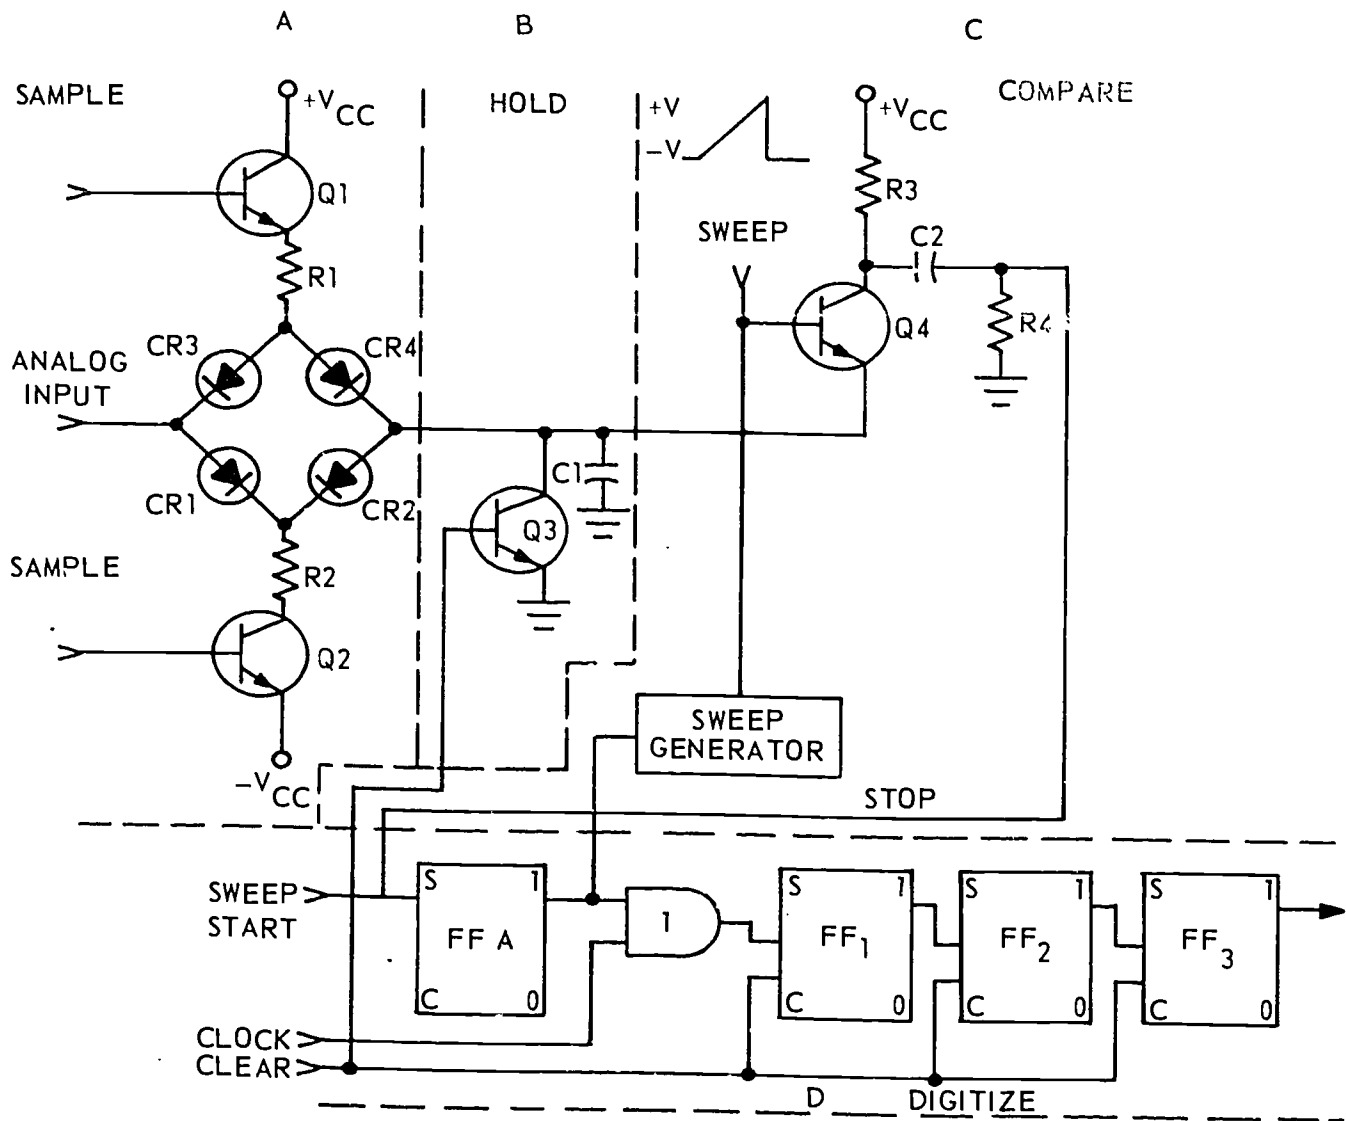 A
B
C
SAMPLE
+VCC
HOLD
+V
-V
+VCC
COMPARE
Q1
R3
SWEEP
C2
R1
Q4
R4
CR3
CR4
ANALOG
INPUT
C1
CR1
CR2
Q3
SAMPLE
R2
Q2
SWEEP
GENERATOR
-VCC
STOP
SWEEP
START
S
1
FF A
C
0
1
S
1
FF1
C
0
S
1
FF2
C
0
S
1
FF3
C
0
CLOCK
CLEAR
D
DIGITIZE